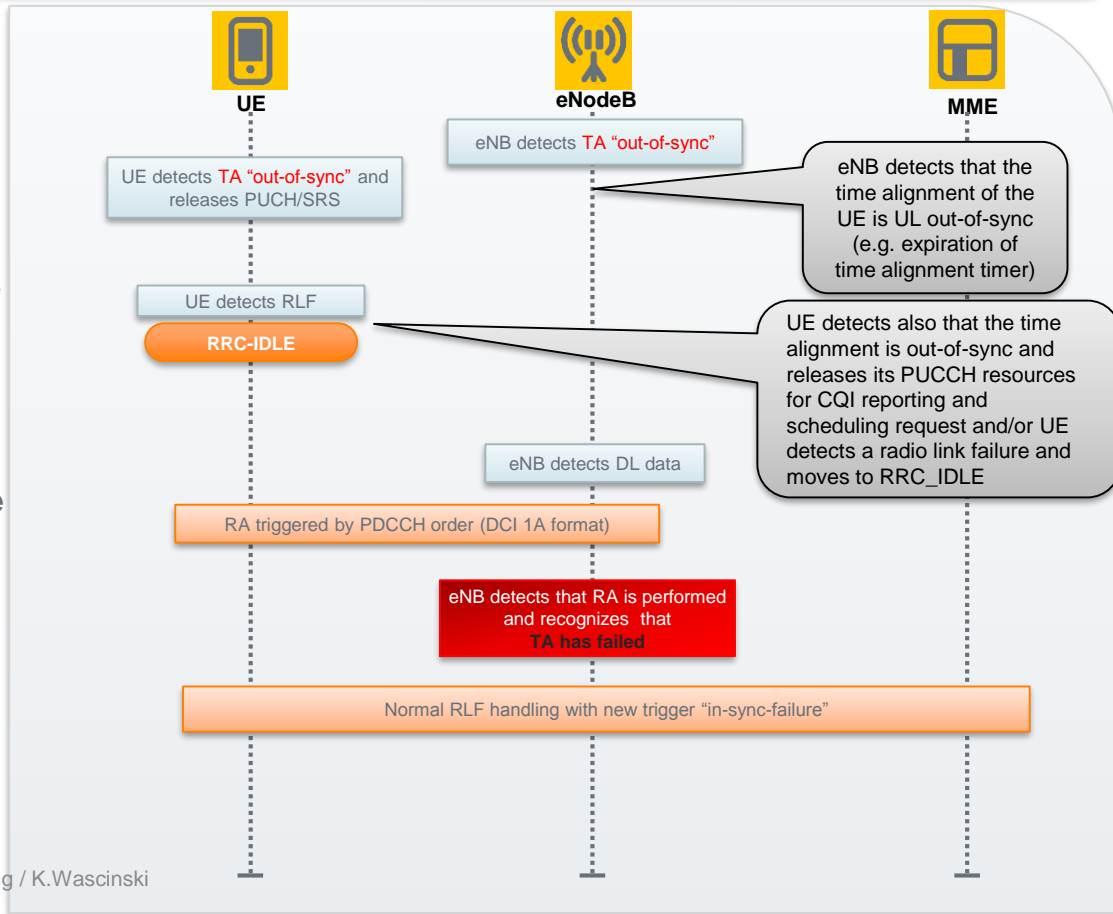 UE
eNodeB
MME
eNB detects TA “out-of-sync”
UE detects TA “out-of-sync” and
releases PUCH/SRS
eNB detects that the
time alignment of the
UE is UL out-of-sync
(e.g. expiration of
time alignment timer)
UE detects RLF
RRC-IDLE
UE detects also that the time
alignment is out-of-sync and
releases its PUCCH resources
for CQI reporting and
scheduling request and/or UE
detects a radio link failure and
moves to RRC_IDLE
eNB detects DL data
e
RA triggered by PDCCH order (DCI 1A format)
eNB detects that RA is performed
and recognizes that
TA has failed
Normal RLF handling with new trigger “in-sync-failure”
g / K.Wascinski